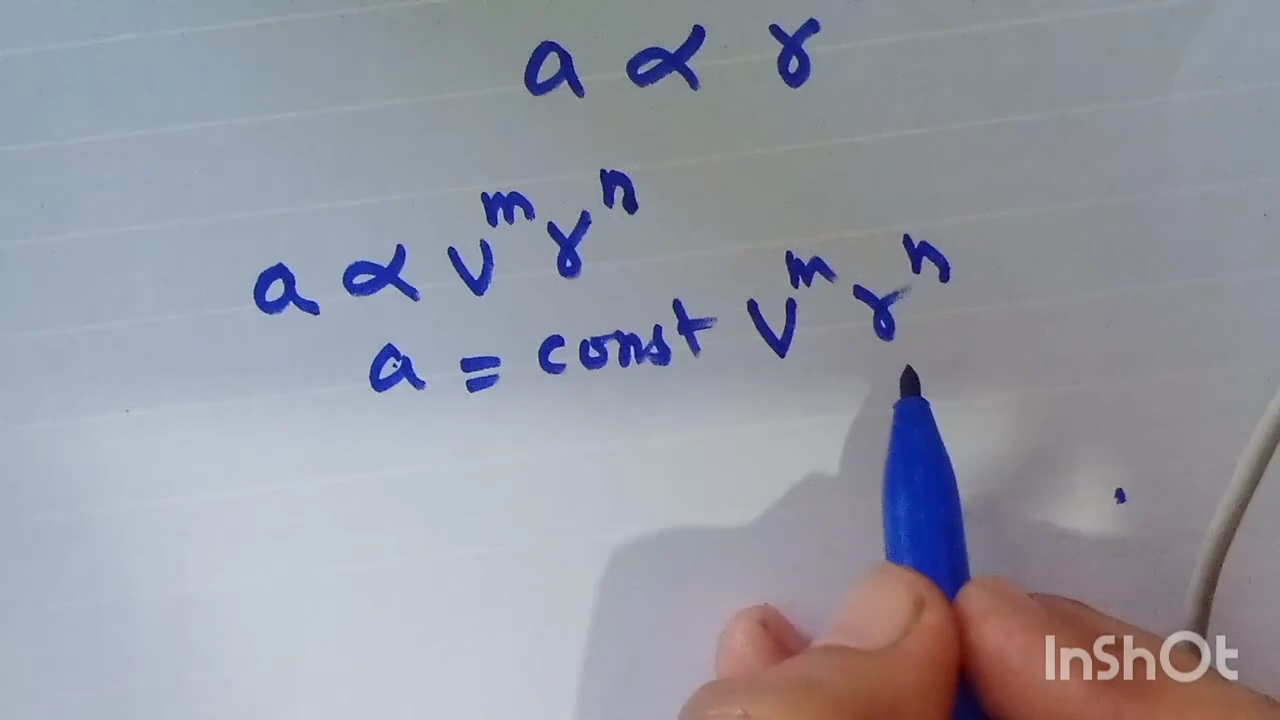 a ∝ r
a ∝ v^m r^n
a = const v^m r^n
InShOt